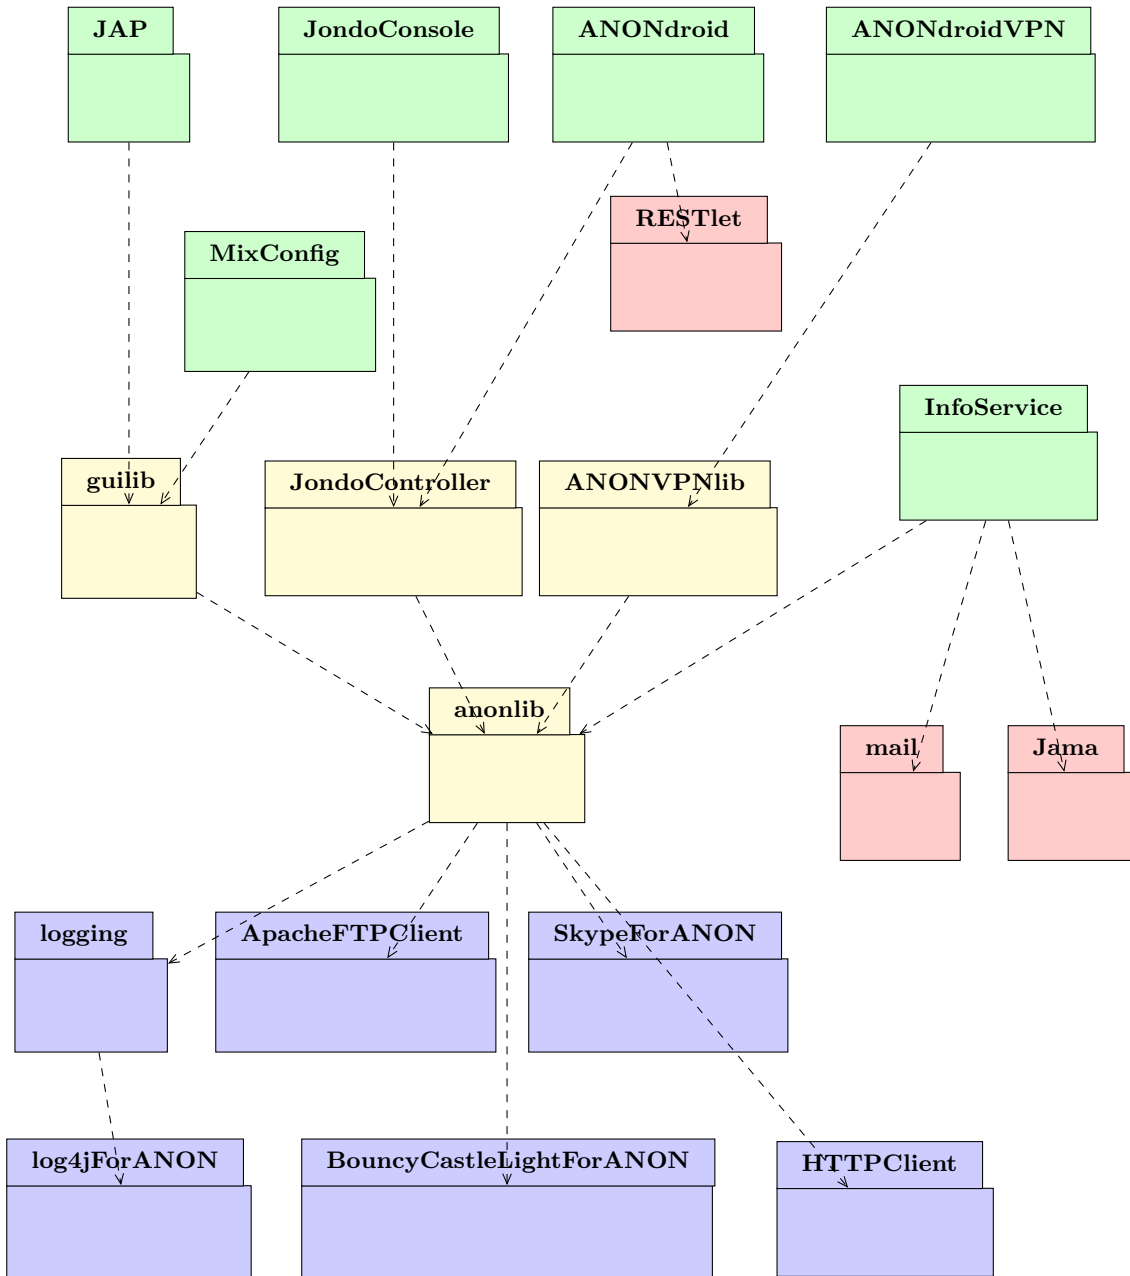 JAP
JondoConsole
ANONdroid
ANONdroidVPN
RESTlet
MixConfig
InfoService
guilib
JondoController
ANONVPNlib
anonlib
mail
Jama
logging
ApacheFTPClient
SkypeForANON
log4jForANON
BouncyCastleLightForANON
HTTPClient